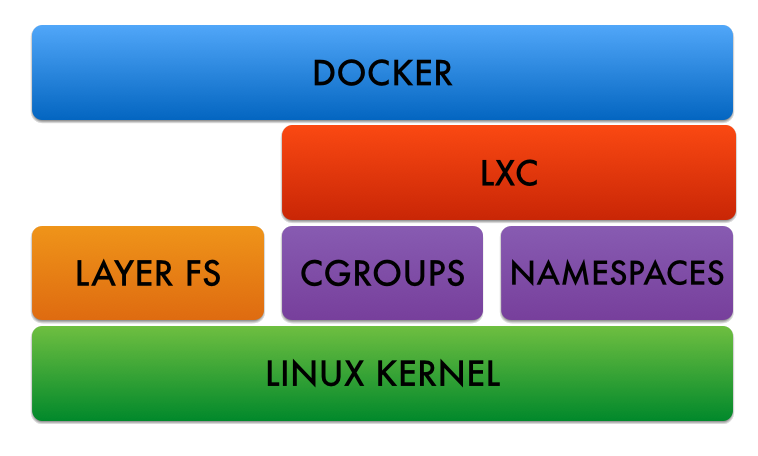 DOCKER
LXC
LAYER FS
CGROUPS
NAMESPACES
LINUX KERNEL